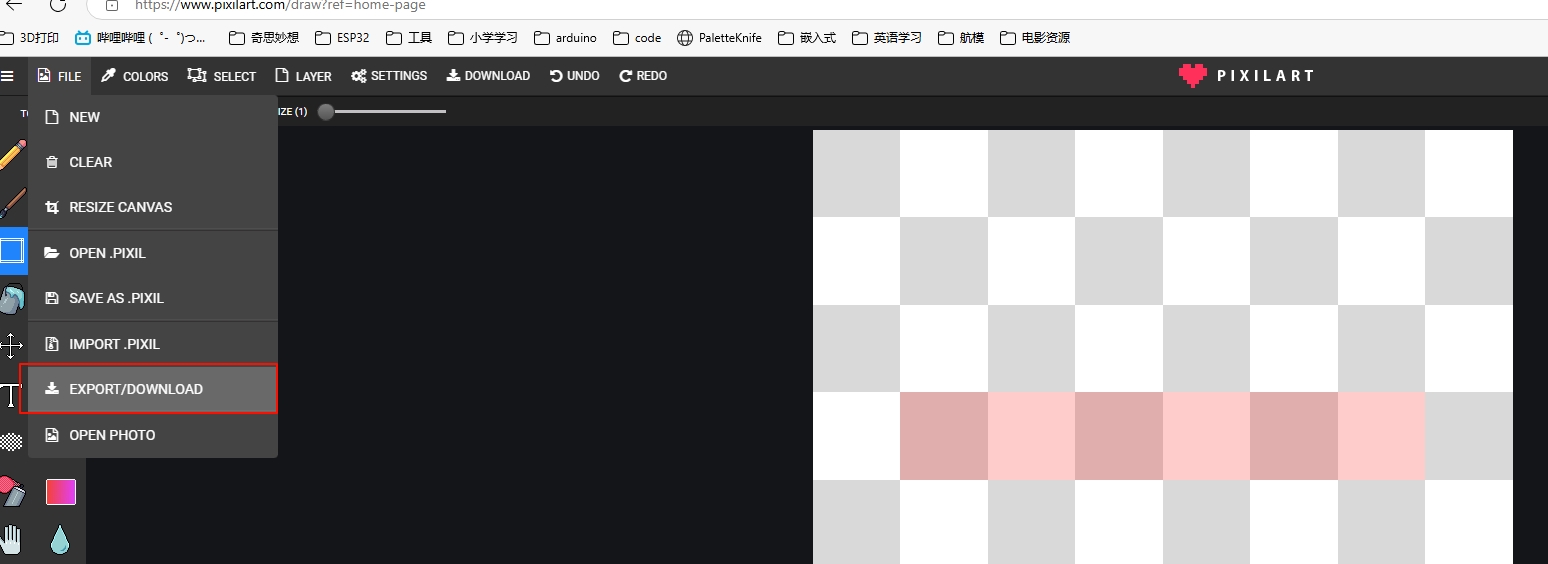 https://www.pixilart.com/draw?ref=home-page
3D打印 哔哩哔哩 ( ゜- ゜)つ... 奇思妙想 ESP32 工具 小学学习 arduino code PaletteKnife 嵌入式 英语学习 航模 电影资源
FILE COLORS SELECT LAYER SETTINGS DOWNLOAD UNDO REDO PIXILART
IZE (1)
NEW
CLEAR
RESIZE CANVAS
OPEN .PIXIL
SAVE AS .PIXIL
IMPORT .PIXIL
EXPORT/DOWNLOAD
OPEN PHOTO